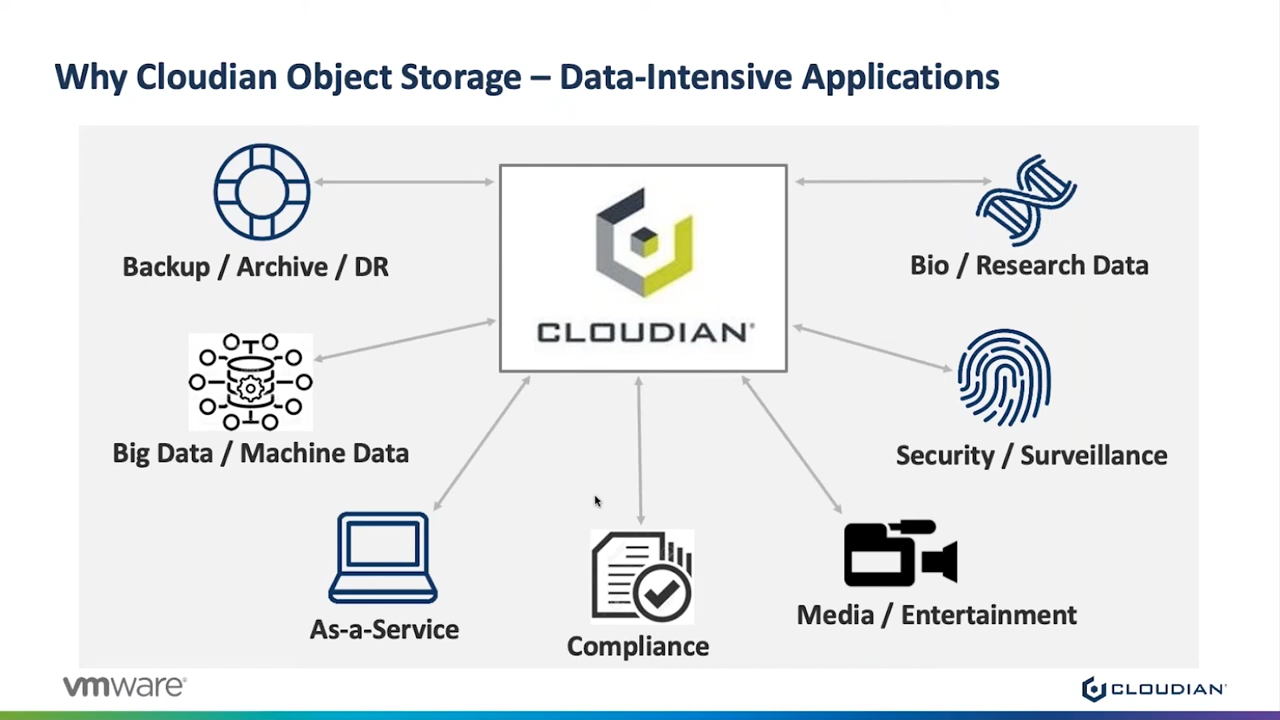 Why Cloudian Object Storage – Data-Intensive Applications
CLOUDIAN®
Backup / Archive / DR
Bio / Research Data
Big Data / Machine Data
Security / Surveillance
As-a-Service
Compliance
Media / Entertainment
vmware®
CLOUDIAN®